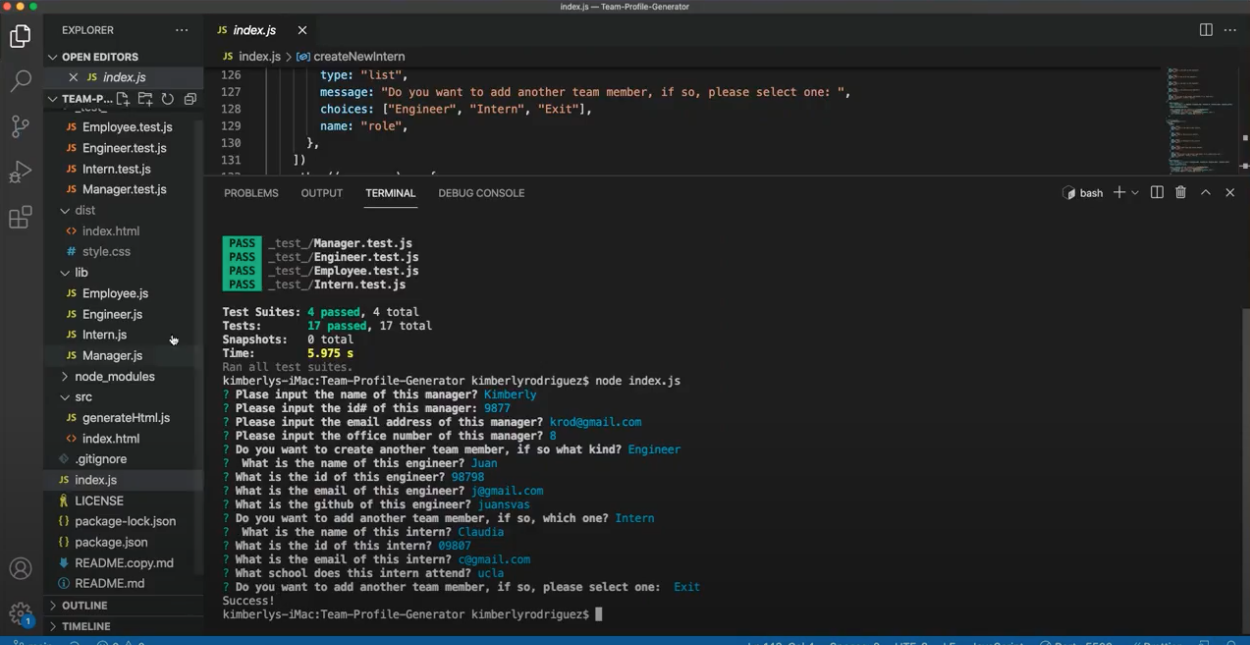 index.js — Team-Profile-Generator
EXPLORER
OPEN EDITORS
JS index.js
TEAM-P...
_test_
JS Employee.test.js
JS Engineer.test.js
JS Intern.test.js
JS Manager.test.js
dist
<> index.html
# style.css
lib
JS Employee.js
JS Engineer.js
JS Intern.js
JS Manager.js
node_modules
src
JS generateHtml.js
<> index.html
.gitignore
JS index.js
LICENSE
{} package-lock.json
{} package.json
README.copy.md
README.md
OUTLINE
TIMELINE
1
JS index.js
JS index.js > createNewIntern
126 type: "list",
127 message: "Do you want to add another team member, if so, please select one: ",
128 choices: ["Engineer", "Intern", "Exit"],
129 name: "role",
130 },
131 ])
PROBLEMS OUTPUT TERMINAL DEBUG CONSOLE
bash
PASS _test_/Manager.test.js
PASS _test_/Engineer.test.js
PASS _test_/Employee.test.js
PASS _test_/Intern.test.js
Test Suites: 4 passed, 4 total
Tests: 17 passed, 17 total
Snapshots: 0 total
Time: 5.975 s
Ran all test suites.
kimberlys-iMac:Team-Profile-Generator kimberlyrodriguez$ node index.js
? Plase input the name of this manager? Kimberly
? Please input the id# of this manager: 9877
? Please input the email address of this manager? krod@gmail.com
? Please input the office number of this manager? 8
? Do you want to create another team member, if so what kind? Engineer
? What is the name of this engineer? Juan
? What is the id of this engineer? 98798
? What is the email of this engineer? j@gmail.com
? What is the github of this engineer? juansvas
? Do you want to add another team member, if so, which one? Intern
? What is the name of this intern? Claudia
? What is the id of this intern? 09807
? What is the email of this intern? c@gmail.com
? What school does this intern attend? ucla
? Do you want to add another team member, if so, please select one: Exit
Success!
kimberlys-iMac:Team-Profile-Generator kimberlyrodriguez$